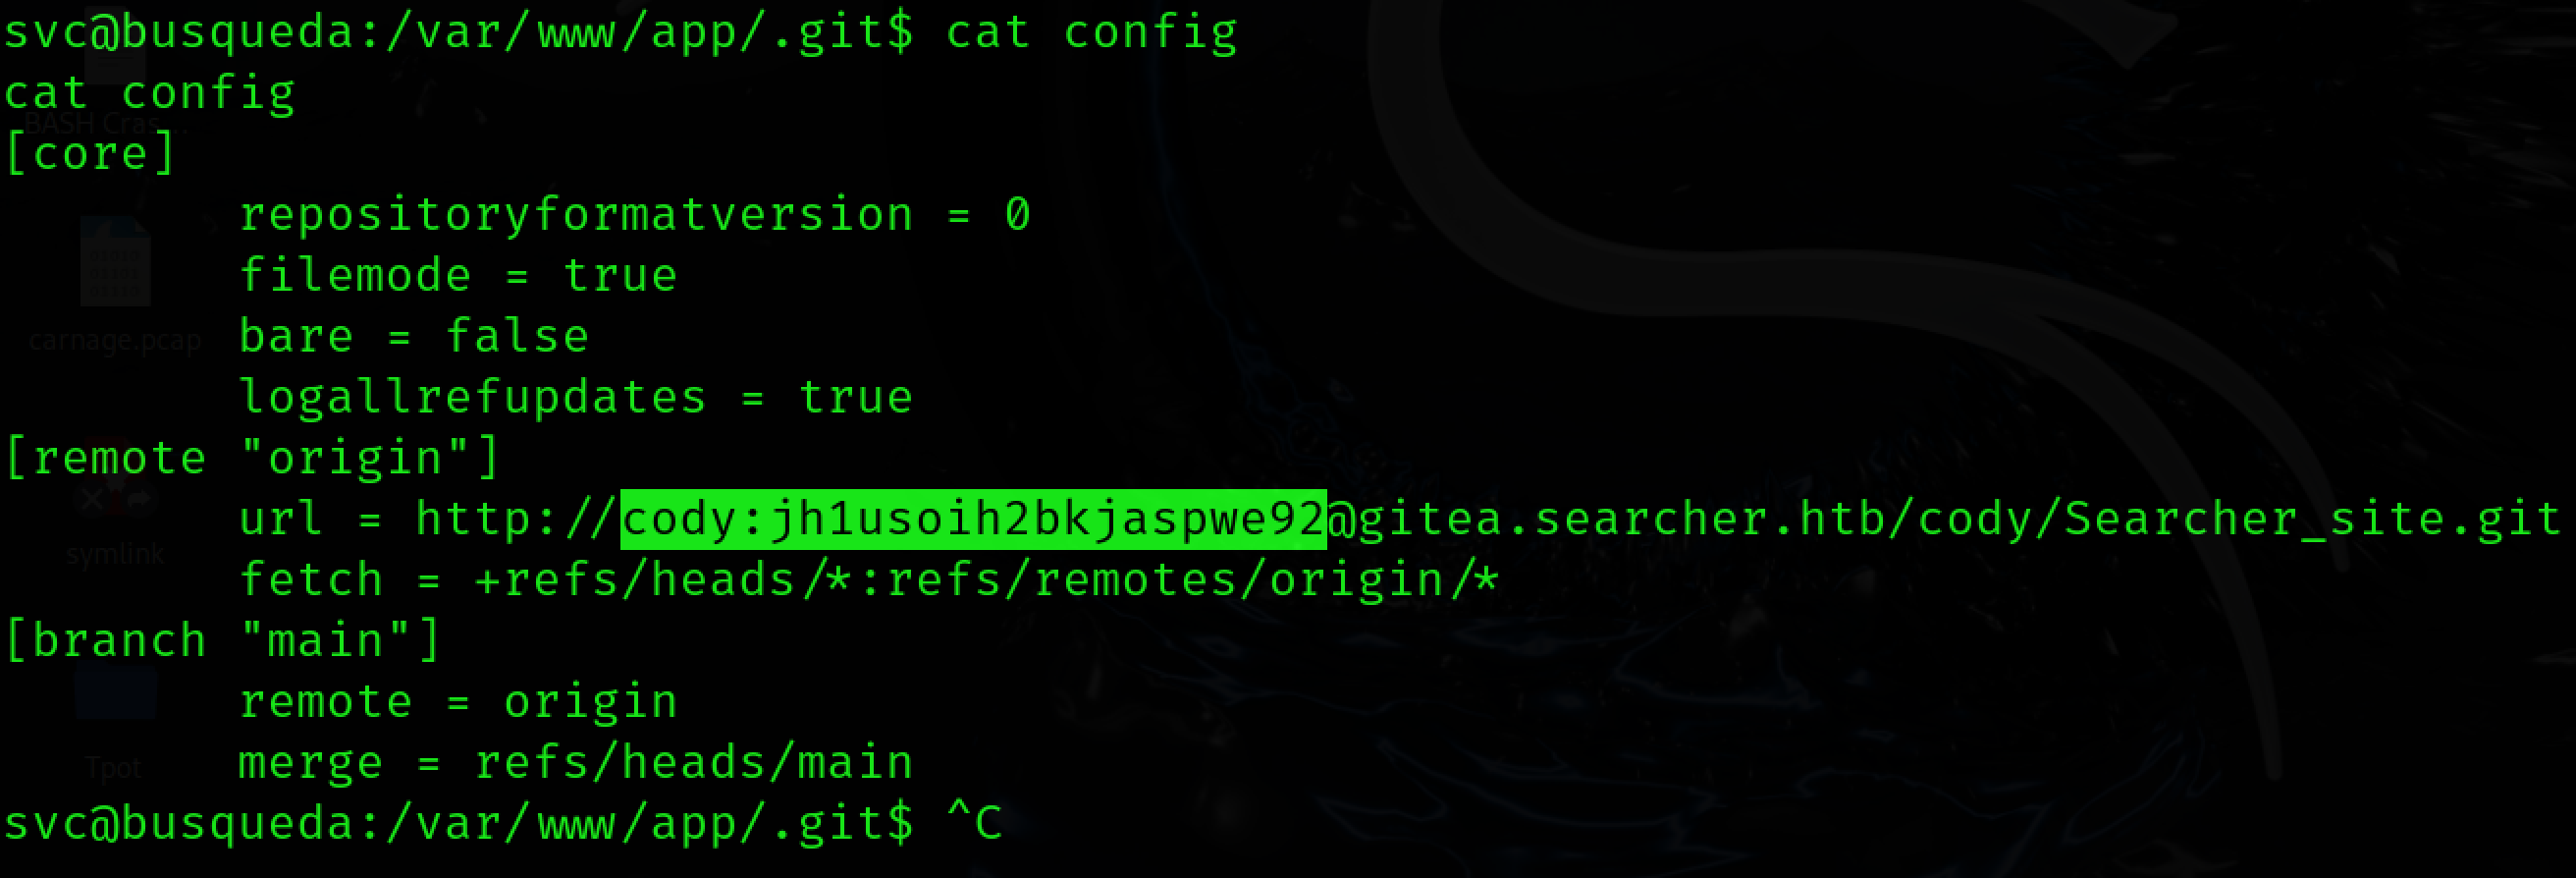 svc@busqueda:/var/www/app/.git$ cat config
cat config
BASH Cras...
[core]
repositoryformatversion = 0
filemode = true
bare = false
carnage.pcap
logallrefupdates = true
[remote "origin"]
url = http://cody:jh1usoih2bkjaspwe92@gitea.searcher.htb/cody/Searcher_site.git
symlink
fetch = +refs/heads/*:refs/remotes/origin/*
[branch "main"]
remote = origin
merge = refs/heads/main
Tpot
svc@busqueda:/var/www/app/.git$ ^C